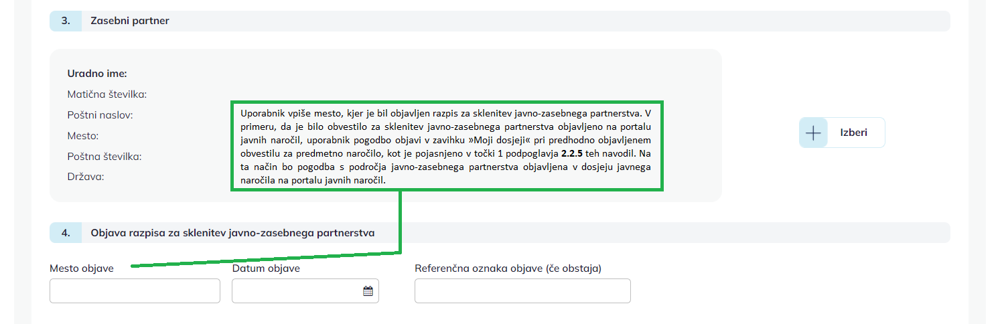 3. Zasebni partner
Uradno ime:
Matična številka:
Poštni naslov:
Mesto:
Poštna številka:
Država:
Uporabnik vpiše mesto, kjer je bil objavljen razpis za sklenitev javno-zasebnega partnerstva. V
primeru, da je bilo obvestilo za sklenitev javno-zasebnega partnerstva objavljeno na portalu
javnih naročil, uporabnik pogodbo objavi v zavihku »Moji dosjeji« pri predhodno objavljenem
obvestilu za predmetno naročilo, kot je pojasnjeno v točki 1 podpoglavja 2.2.5 teh navodil. Na
ta način bo pogodba s področja javno-zasebnega partnerstva objavljena v dosjeju javnega
naročila na portalu javnih naročil.
Izberi
4. Objava razpisa za sklenitev javno-zasebnega partnerstva
Mesto objave
Datum objave
Referenčna oznaka objave (če obstaja)